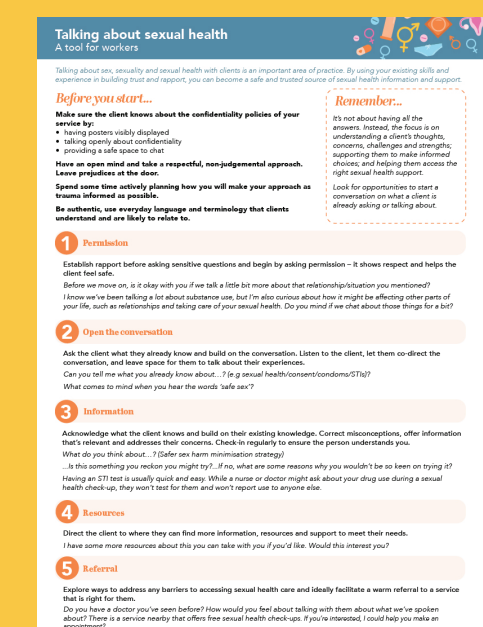 Talking about sexual health
A tool for workers
Talking about sex, sexuality and sexual health with clients is an important area of practice. By using your existing skills and
experience in building trust and rapport, you can become a safe and trusted source of sexual health information and support.
Before you start...
Make sure the client knows about the confidentiality policies of your
service by:
• having posters visibly displayed
• talking openly about confidentiality
• providing a safe space to chat
Have an open mind and take a respectful, non-judgemental approach.
Leave prejudices at the door.
Spend some time actively planning how you will make your approach as
trauma informed as possible.
Be authentic, use everyday language and terminology that clients
understand and are likely to relate to.
Remember...
It's not about having all the
answers. Instead, the focus is on
understanding a client's thoughts,
concerns, challenges and strengths;
supporting them to make informed
choices; and helping them access the
right sexual health support.
Look for opportunities to start a
conversation on what a client is
already asking or talking about.
1 Permission
Establish rapport before asking sensitive questions and begin by asking permission – it shows respect and helps the
client feel safe.
Before we move on, is it okay with you if we talk a little bit more about that relationship/situation you mentioned?
I know we've been talking a lot about substance use, but I'm also curious about how it might be affecting other parts of
your life, such as relationships and taking care of your sexual health. Do you mind if we chat about those things for a bit?
2 Open the conversation
Ask the client what they already know and build on the conversation. Listen to the client, let them co-direct the
conversation, and leave space for them to talk about their experiences.
Can you tell me what you already know about...? (e.g sexual health/consent/condoms/STIs)?
What comes to mind when you hear the words 'safe sex'?
3 Information
Acknowledge what the client knows and build on their existing knowledge. Correct misconceptions, offer information
that's relevant and addresses their concerns. Check-in regularly to ensure the person understands you.
What do you think about...? (Safer sex harm minimisation strategy)
...Is this something you reckon you might try?...If no, what are some reasons why you wouldn't be so keen on trying it?
Having an STI test is usually quick and easy. While a nurse or doctor might ask about your drug use during a sexual
health check-up, they won't test for them and won't report use to anyone else.
4 Resources
Direct the client to where they can find more information, resources and support to meet their needs.
I have some more resources about this you can take with you if you'd like. Would this interest you?
5 Referral
Explore ways to address any barriers to accessing sexual health care and ideally facilitate a warm referral to a service
that is right for them.
Do you have a doctor you've seen before? How would you feel about talking with them about what we've spoken
about? There is a service nearby that offers free sexual health check-ups. If you're interested, I could help you make an
appointment?